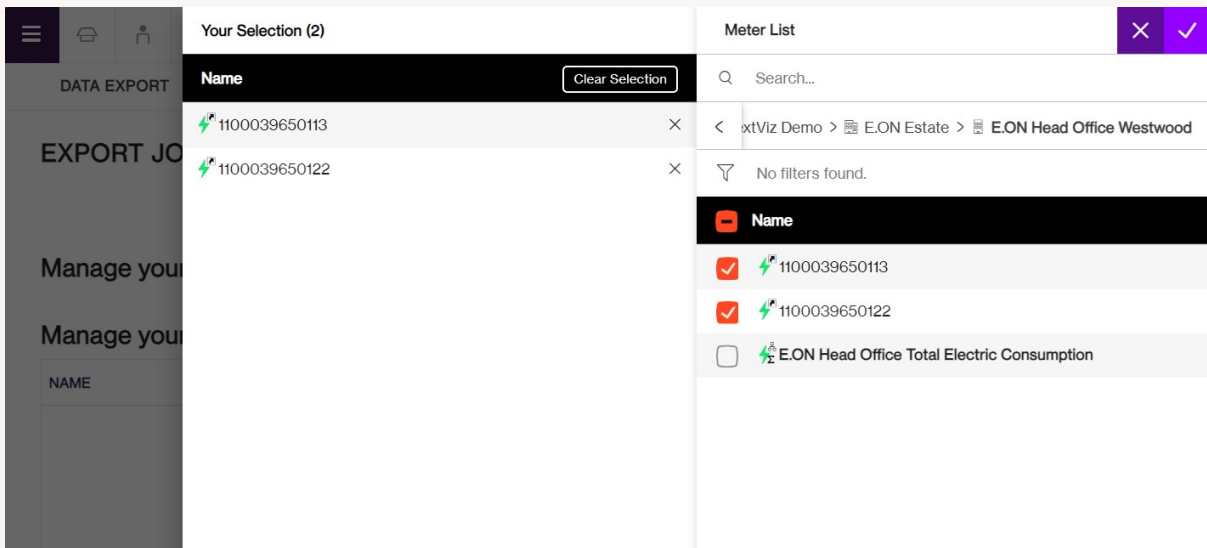 DATA EXPORT
EXPORT JO
Manage your
Manage your
NAME
Your Selection (2)
Name
Clear Selection
1100039650113
1100039650122
Meter List
Search...
xtViz Demo > E.ON Estate > E.ON Head Office Westwood
No filters found.
Name
1100039650113
1100039650122
E.ON Head Office Total Electric Consumption